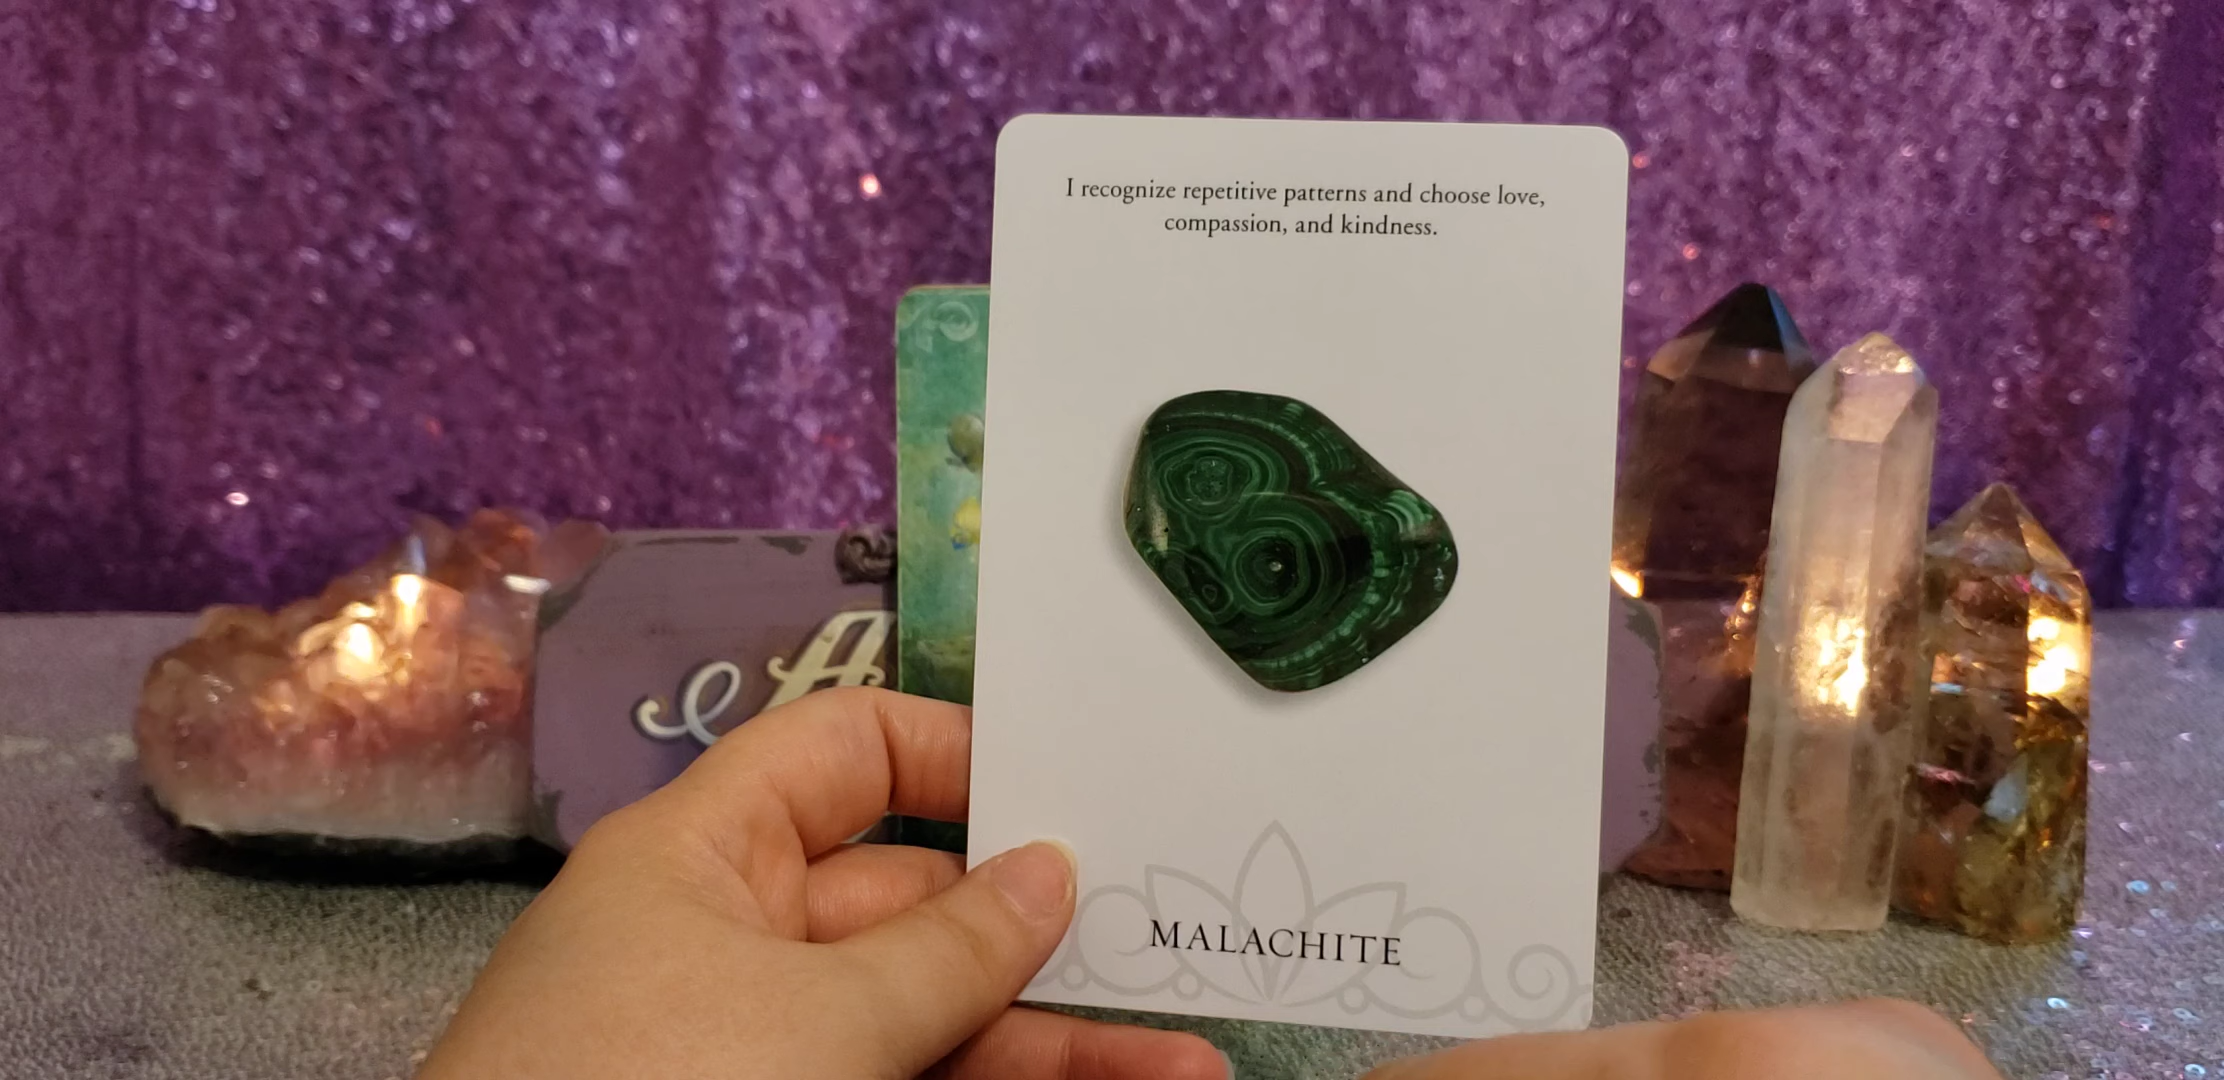 I recognize repetitive patterns and choose love,
compassion, and kindness.
A
MALACHITE